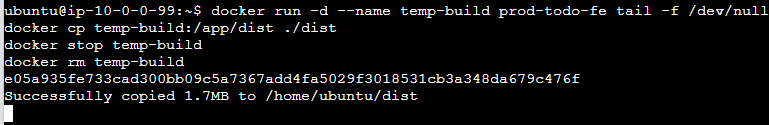 ubuntu@ip-10-0-0-99:~$ docker run -d --name temp-build prod-todo-fe tail -f /dev/null
docker cp temp-build:/app/dist ./dist
docker stop temp-build
docker rm temp-build
e05a935fe733cad300bb09c5a7367add4fa5029f3018531cb3a348da679c476f
Successfully copied 1.7MB to /home/ubuntu/dist